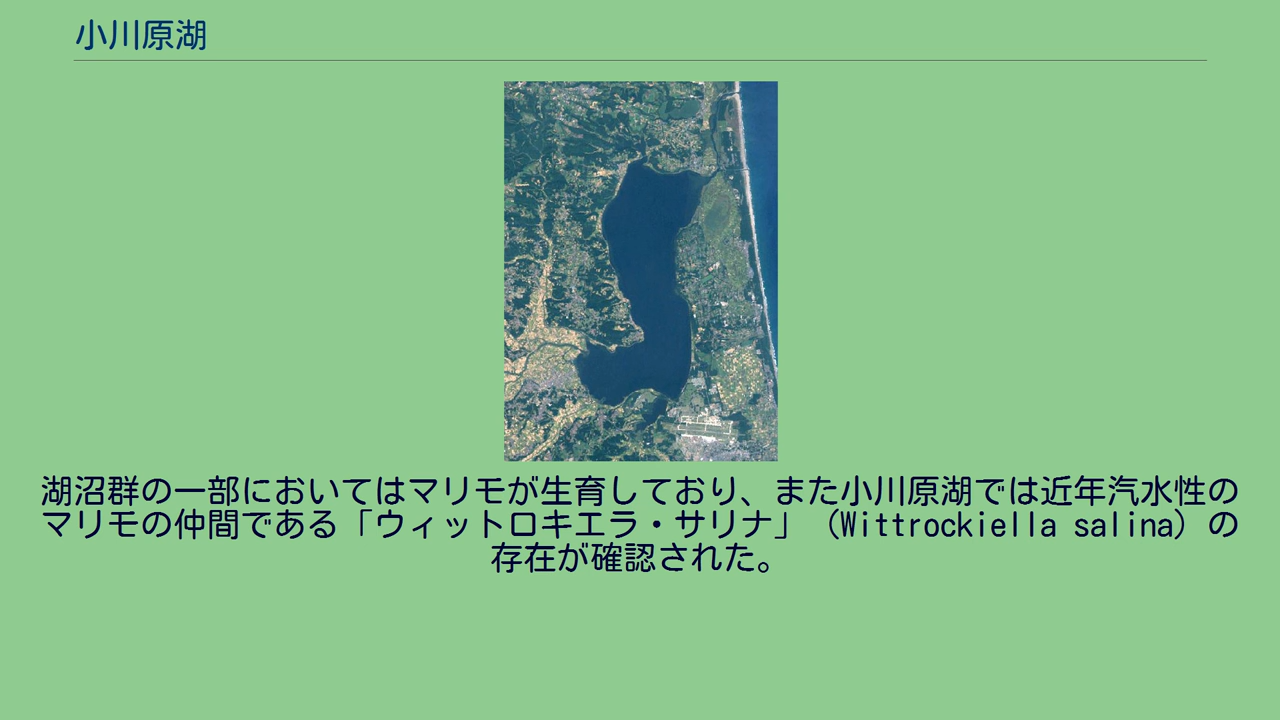 小川原湖
湖沼群の一部においてはマリモが生育しており、また小川原湖では近年汽水性の
マリモの仲間である「ウィットロキエラ・サリナ」（Wittrockiella salina）の
存在が確認された。